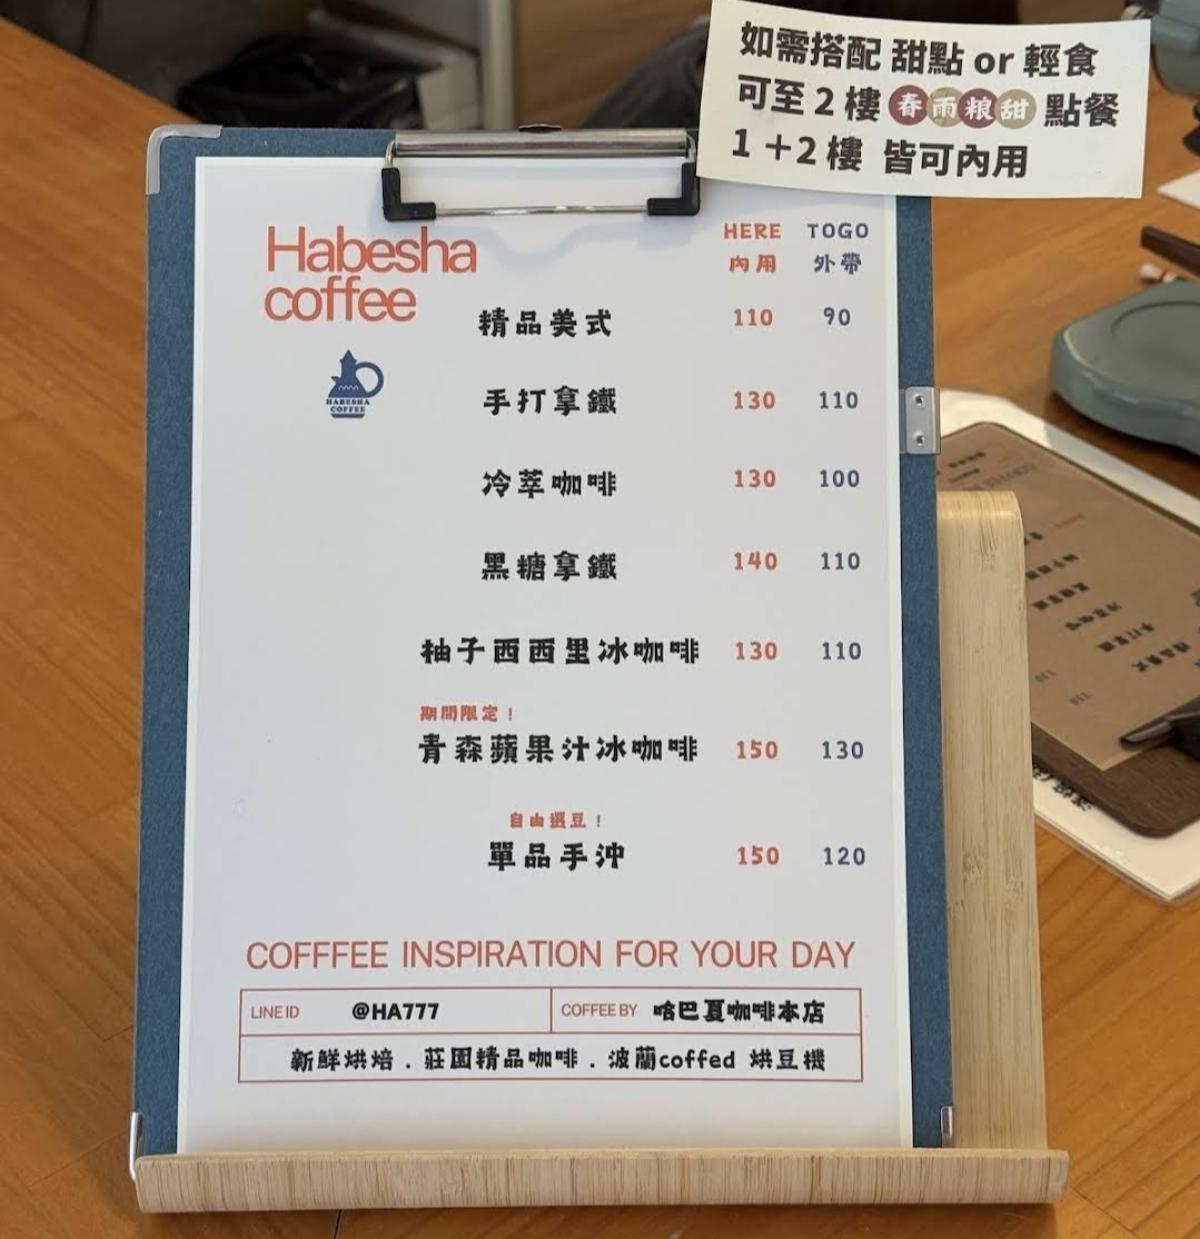 如需搭配 甜點 or 輕食
可至 2 樓 春雨粮甜 點餐
1 +2 樓 皆可內用
Habesha
coffee
HABESHA
COFFEE
HERE TOGO
內用 外帶
精品美式 110 90
手打拿鐵 130 110
冷萃咖啡 130 100
黑糖拿鐵 140 110
柚子西西里冰咖啡 130 110
期間限定！
青森蘋果汁冰咖啡 150 130
自由選豆！
單品手沖 150 120
COFFFEE INSPIRATION FOR YOUR DAY
LINE ID @HA777 COFFEE BY 哈巴夏咖啡本店
新鮮烘焙 . 莊園精品咖啡 . 波蘭coffed 烘豆機